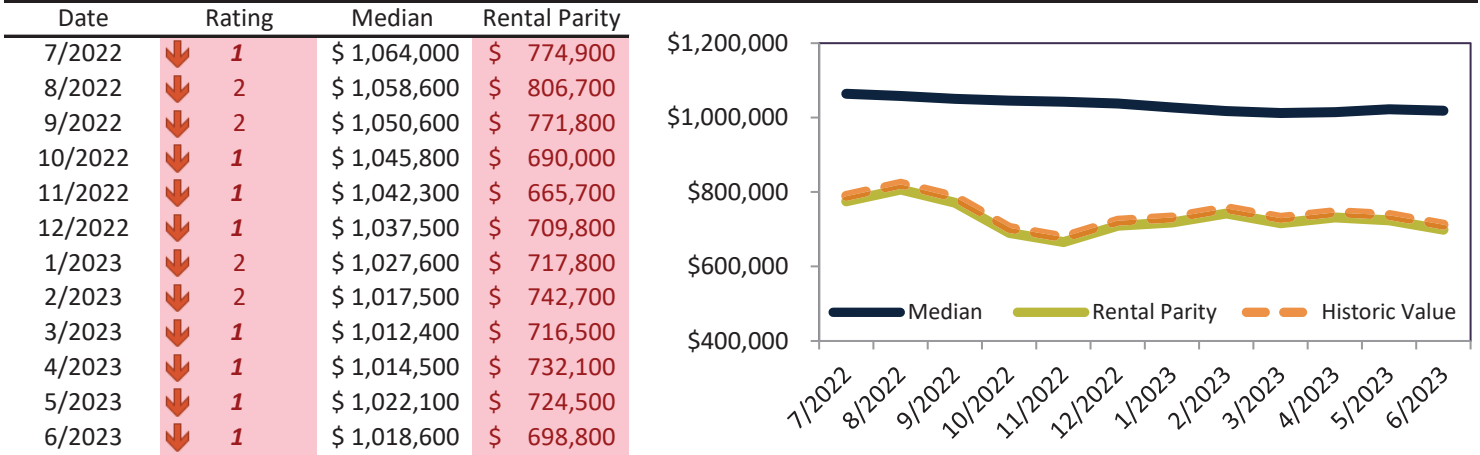 Date Rating Median Rental Parity
7/2022 1 $ 1,064,000 $ 774,900
8/2022 2 $ 1,058,600 $ 806,700
9/2022 2 $ 1,050,600 $ 771,800
10/2022 1 $ 1,045,800 $ 690,000
11/2022 1 $ 1,042,300 $ 665,700
12/2022 1 $ 1,037,500 $ 709,800
1/2023 2 $ 1,027,600 $ 717,800
2/2023 2 $ 1,017,500 $ 742,700
3/2023 1 $ 1,012,400 $ 716,500
4/2023 1 $ 1,014,500 $ 732,100
5/2023 1 $ 1,022,100 $ 724,500
6/2023 1 $ 1,018,600 $ 698,800
$1,200,000
$1,000,000
$800,000
$600,000
$400,000
Median Rental Parity Historic Value
7/2022 8/2022 9/2022 10/2022 11/2022 12/2022 1/2023 2/2023 3/2023 4/2023 5/2023 6/2023